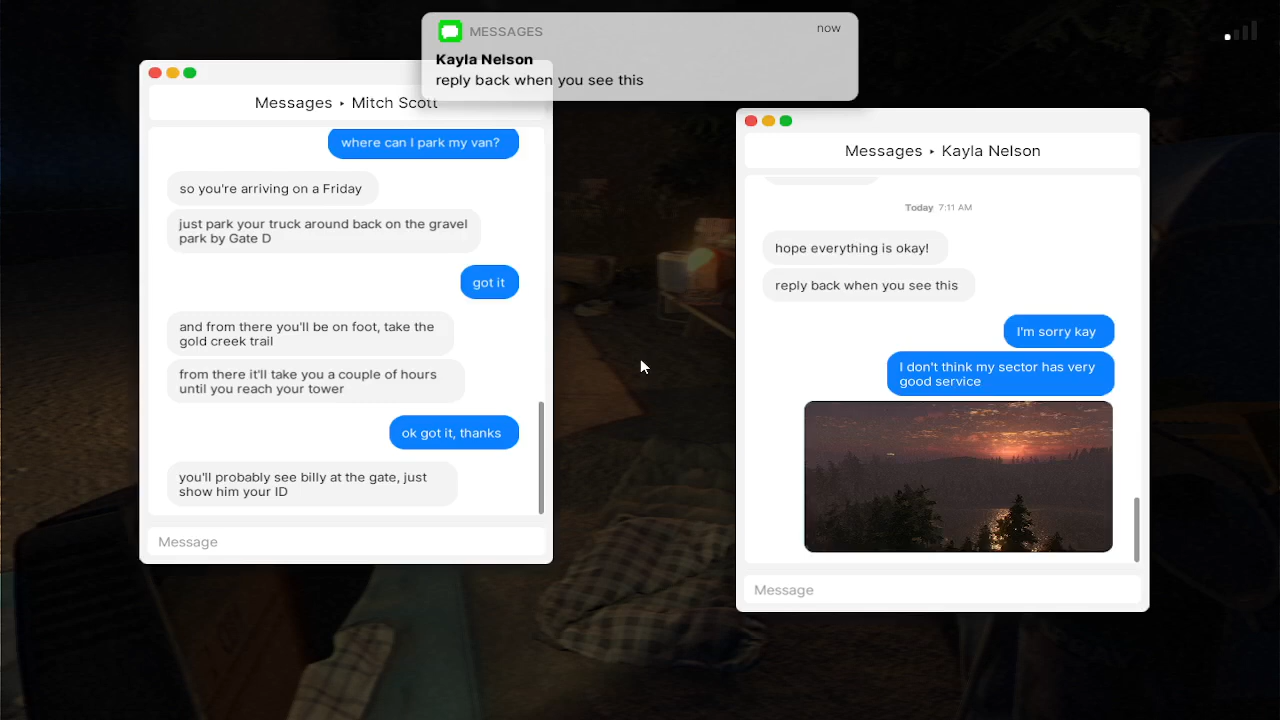 MESSAGES
now
Kayla Nelson
reply back when you see this
Messages ▸ Mitch Scott
where can I park my van?
so you're arriving on a Friday
just park your truck around back on the gravel
park by Gate D
got it
and from there you'll be on foot, take the
gold creek trail
from there it'll take you a couple of hours
until you reach your tower
ok got it, thanks
you'll probably see billy at the gate, just
show him your ID
Message
Messages ▸ Kayla Nelson
Today 7:11 AM
hope everything is okay!
reply back when you see this
I'm sorry kay
I don't think my sector has very
good service
Message